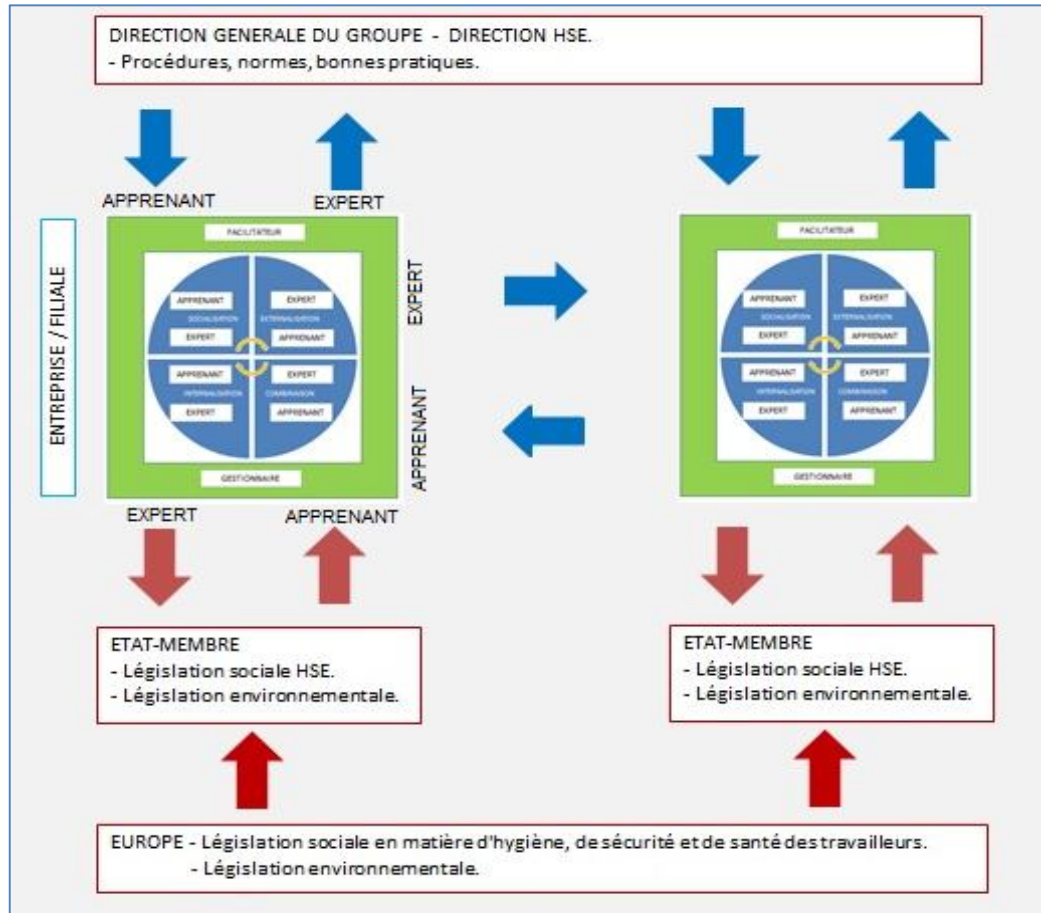 DIRECTION GENERALE DU GROUPE - DIRECTION HSE.
- Procédures, normes, bonnes pratiques.
APPRENANT
EXPERT
ENTREPRISE / FILIALE
FACILITATEUR
APPRENANT
EXPERT
SOCIALISATION
EXTERNALISATION
EXPERT
APPRENANT
APPRENANT
EXPERT
INTERNALISATION
COMBINAISON
EXPERT
APPRENANT
GESTIONNAIRE
EXPERT
APPRENANT
EXPERT
APPRENANT
FACILITATEUR
APPRENANT
EXPERT
SOCIALISATION
EXTERNALISATION
EXPERT
APPRENANT
APPRENANT
EXPERT
INTERNALISATION
COMBINAISON
EXPERT
APPRENANT
GESTIONNAIRE
ETAT-MEMBRE
- Législation sociale HSE.
- Législation environnementale.
ETAT-MEMBRE
- Législation sociale HSE.
- Législation environnementale.
EUROPE - Législation sociale en matière d'hygiène, de sécurité et de santé des travailleurs.
- Législation environnementale.